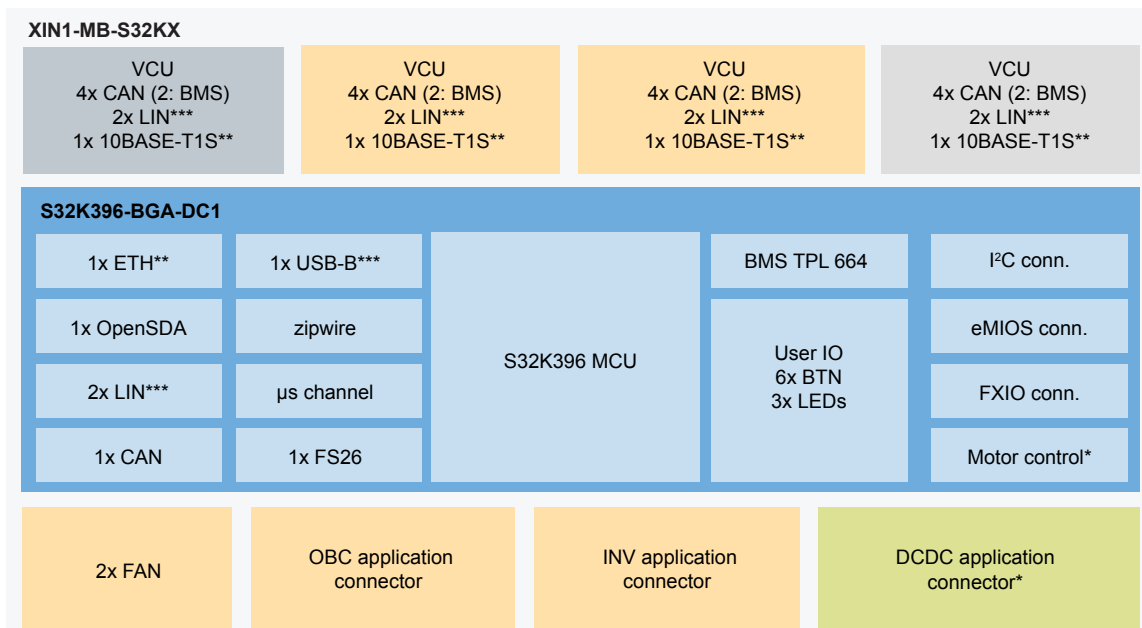 XIN1-MB-S32KX
VCU
4x CAN (2: BMS)
2x LIN***
1x 10BASE-T1S**
VCU
4x CAN (2: BMS)
2x LIN***
1x 10BASE-T1S**
VCU
4x CAN (2: BMS)
2x LIN***
1x 10BASE-T1S**
VCU
4x CAN (2: BMS)
2x LIN***
1x 10BASE-T1S**
S32K396-BGA-DC1
1x ETH**
1x USB-B***
1x OpenSDA
zipwire
2x LIN***
µs channel
1x CAN
1x FS26
S32K396 MCU
BMS TPL 664
User IO
6x BTN
3x LEDs
I²C conn.
eMIOS conn.
FXIO conn.
Motor control*
2x FAN
OBC application
connector
INV application
connector
DCDC application
connector*